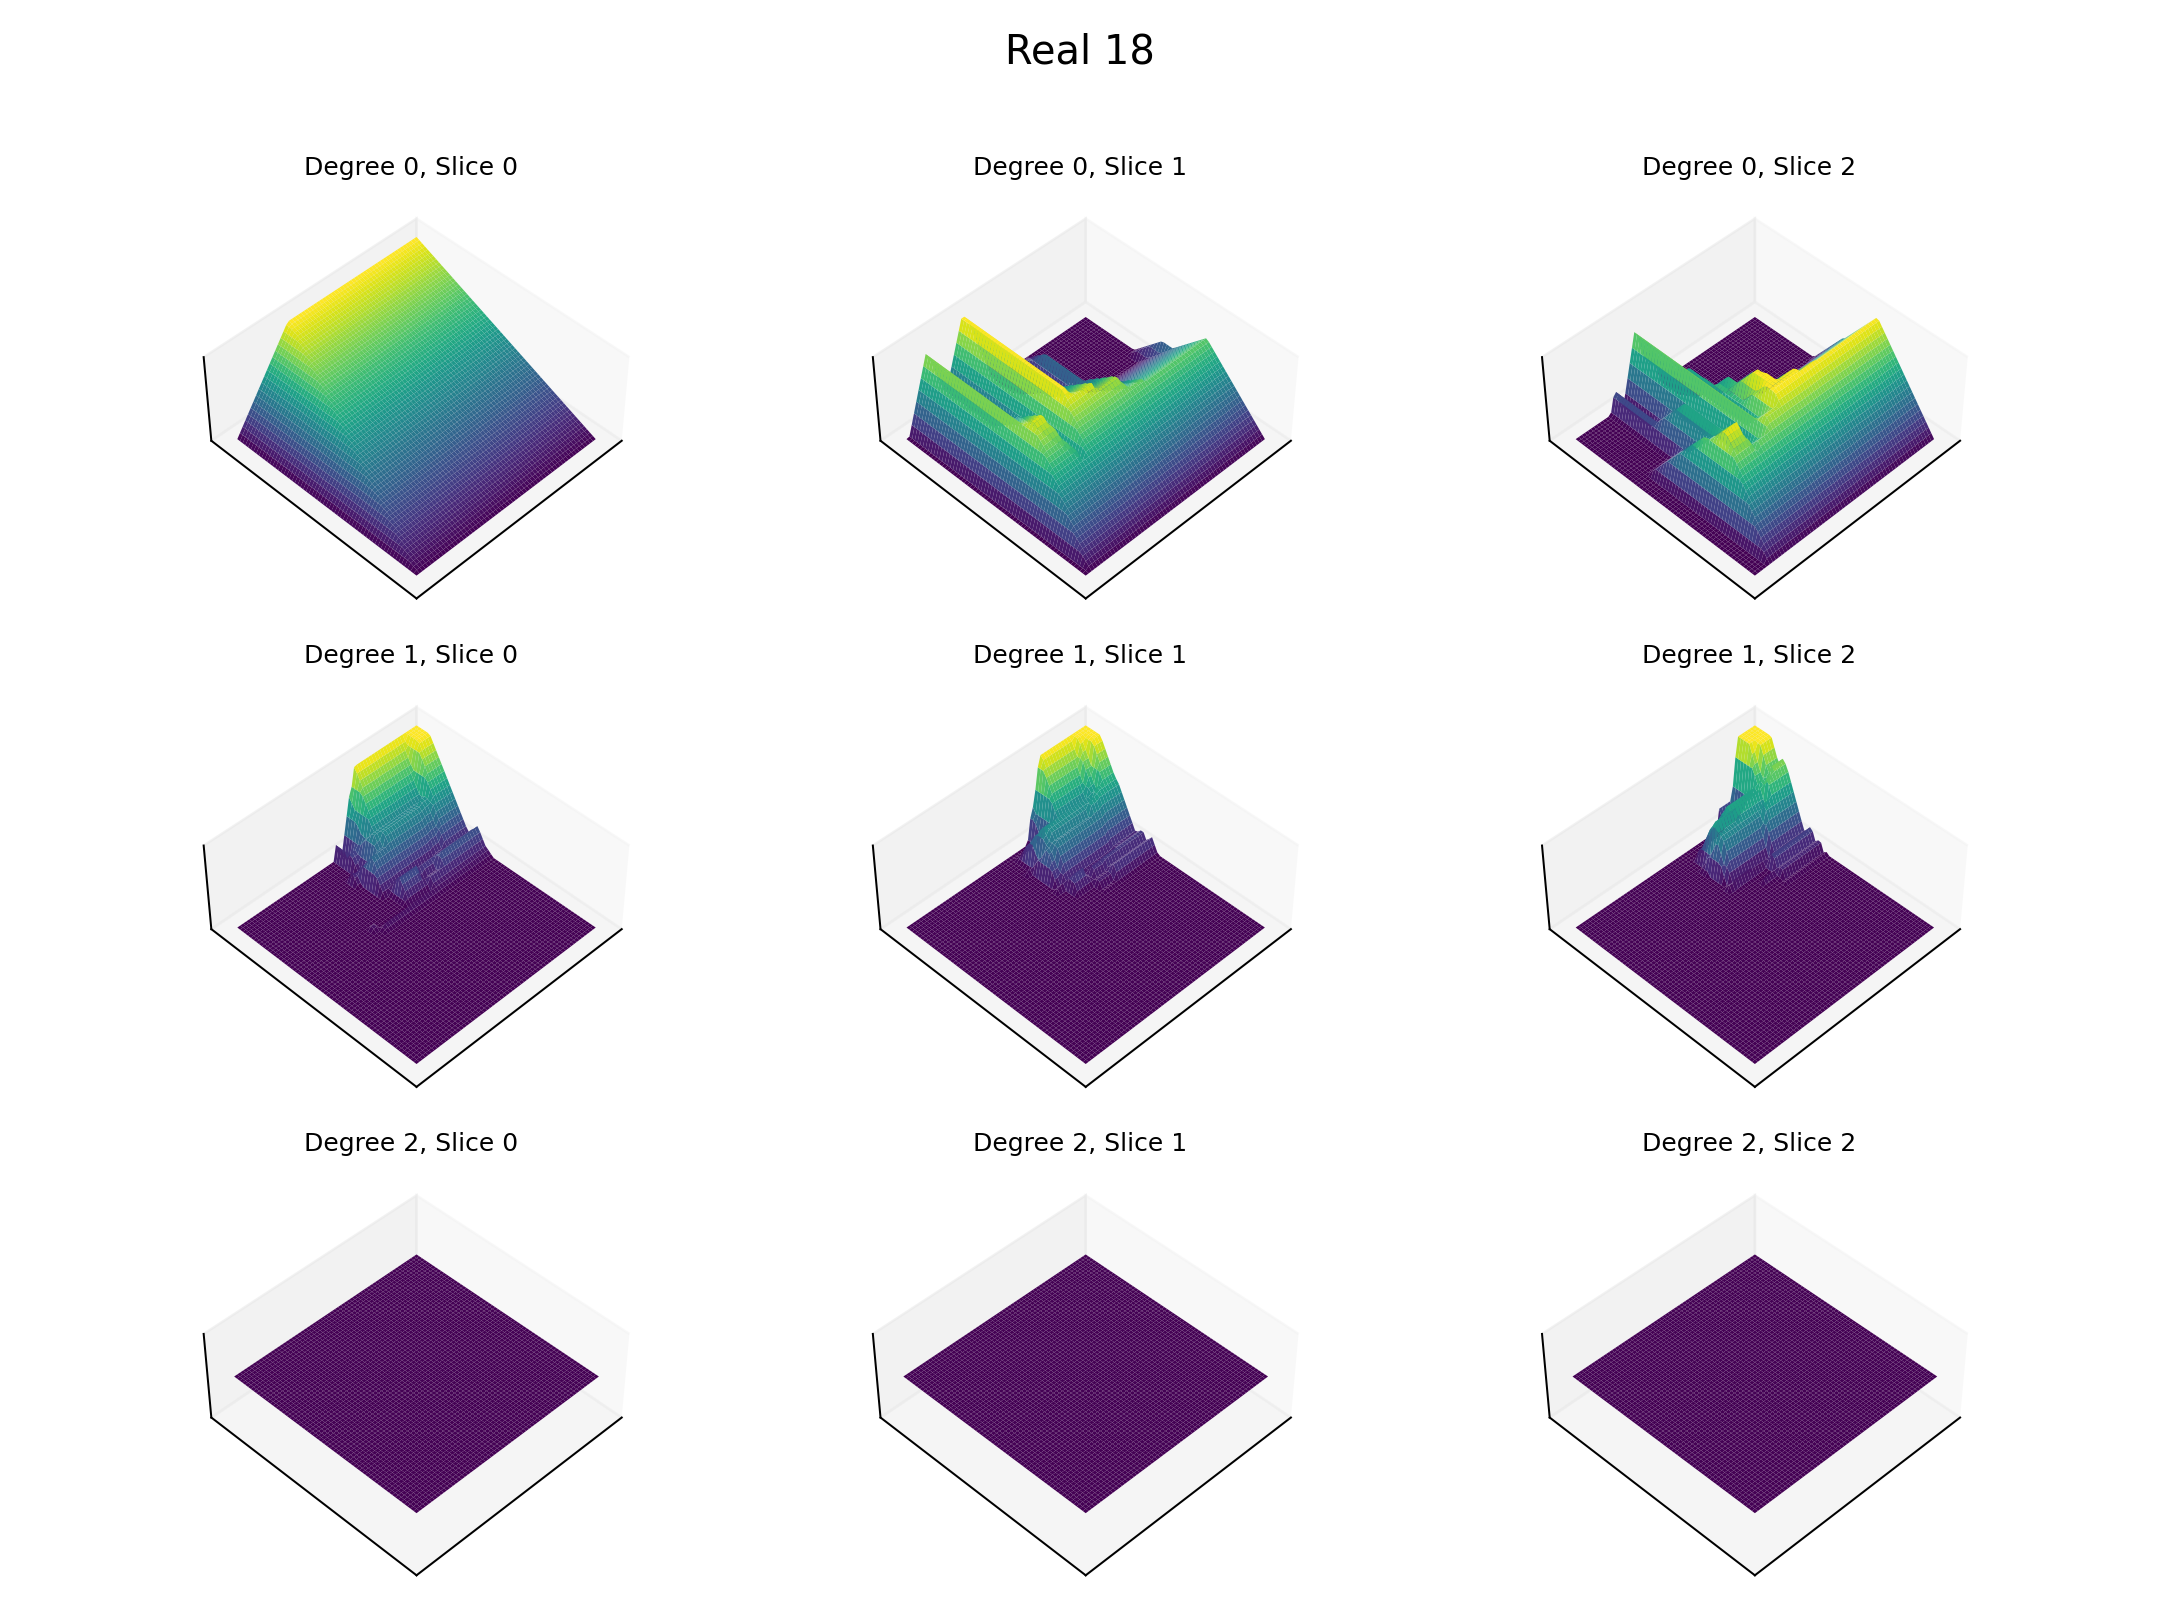 Real 18
Degree 0, Slice 0
Degree 0, Slice 1
Degree 0, Slice 2
Degree 1, Slice 0
Degree 1, Slice 1
Degree 1, Slice 2
Degree 2, Slice 0
Degree 2, Slice 1
Degree 2, Slice 2